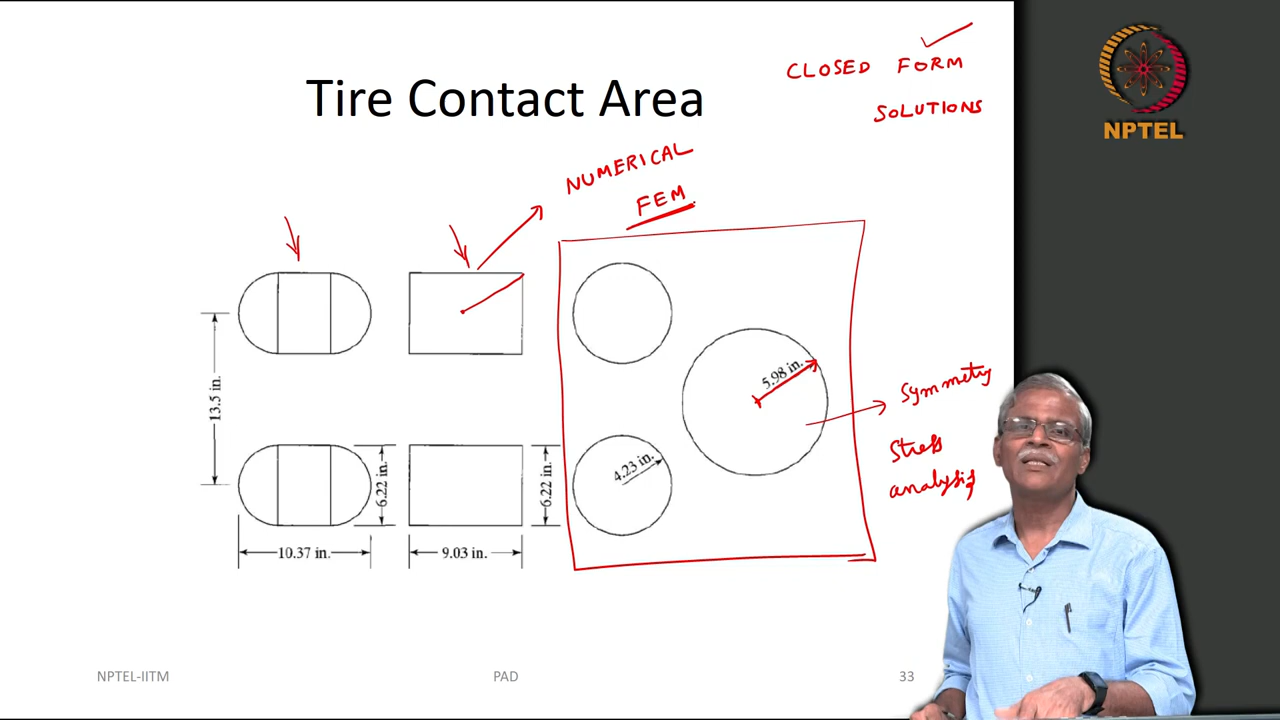 CLOSED FORM
SOLUTIONS
NPTEL
Tire Contact Area
NUMERICAL
FEM
13.5 in.
6.22 in.
6.22 in.
10.37 in.
9.03 in.
4.23 in.
5.98 in.
Symmetry
Stress
analysis
NPTEL-IITM
PAD
33